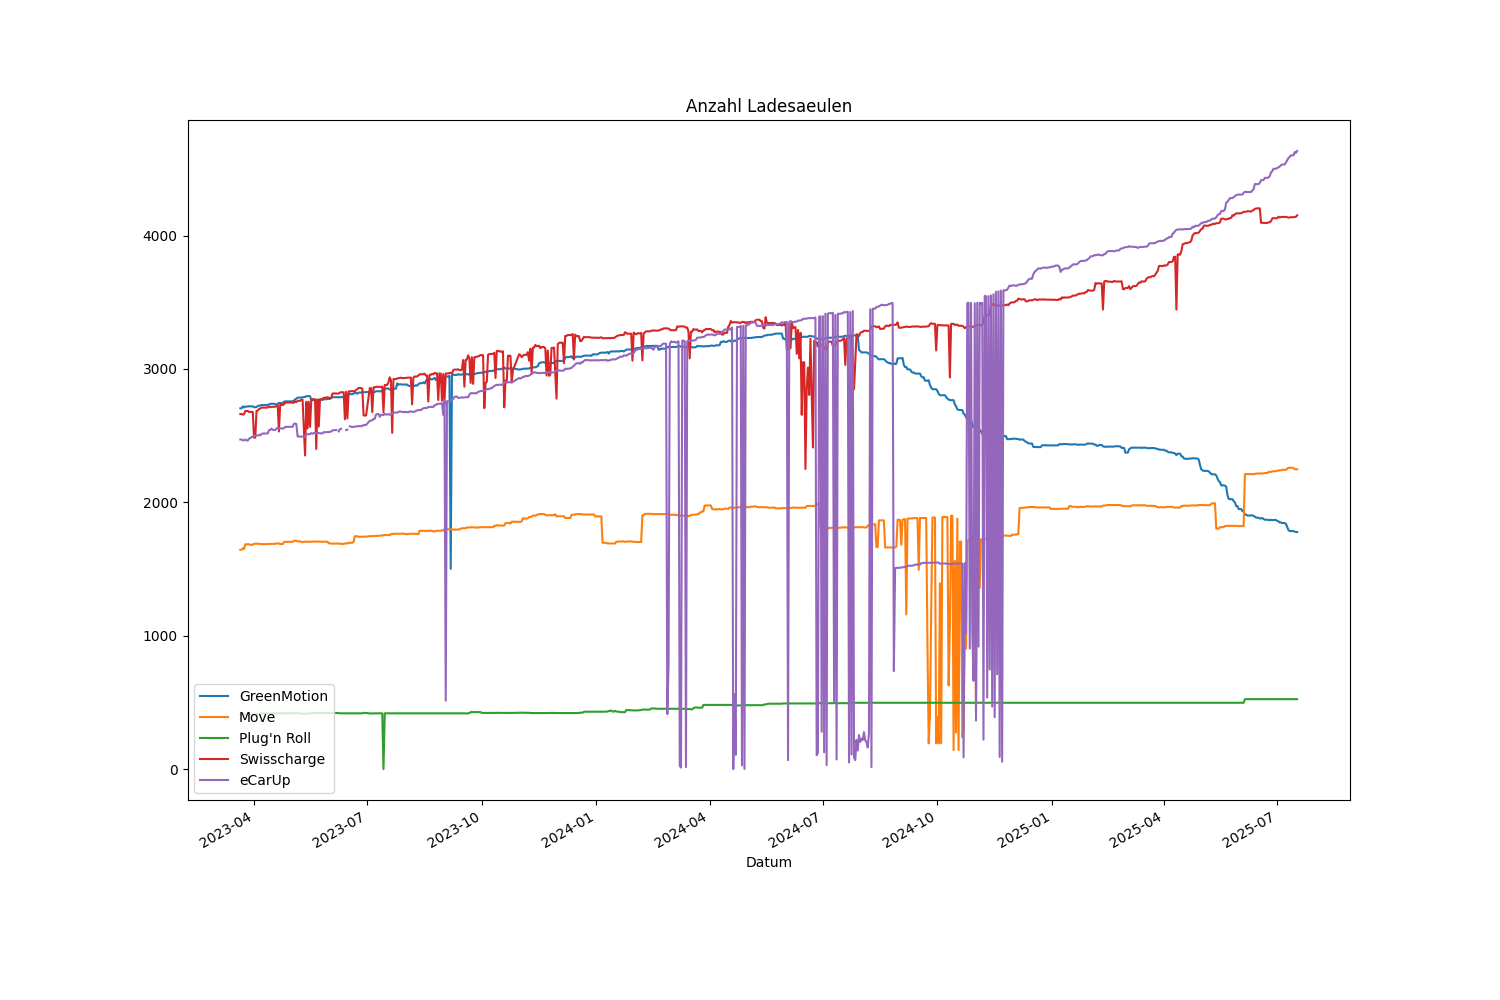 Anzahl Ladesaeulen
4000
3000
2000
1000
0
GreenMotion
Move
Plug'n Roll
Swisscharge
eCarUp
2023-04
2023-07
2023-10
2024-01
2024-04
2024-07
2024-10
2025-01
2025-04
2025-07
Datum